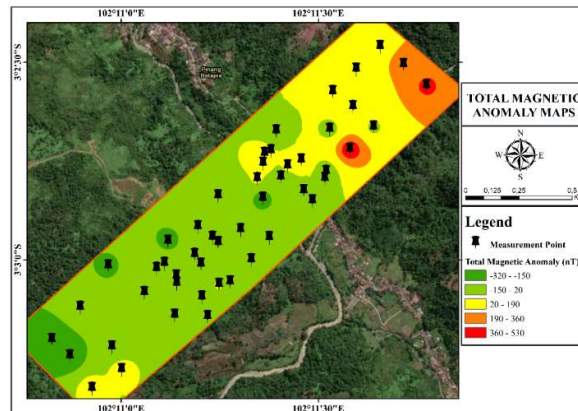 102°11'0"E 102°11'30"E
3°2'30"S
3°3'0"S
Pinang
Belapis
102°11'0"E 102°11'30"E
TOTAL MAGNETIC
ANOMALY MAPS
N
W E
S
0 0,125 0,25 0,5
Legend
Measurement Point
Total Magnetic Anomaly (nT)
-320 - -150
-150 - 20
20 - 190
190 - 360
360 - 530